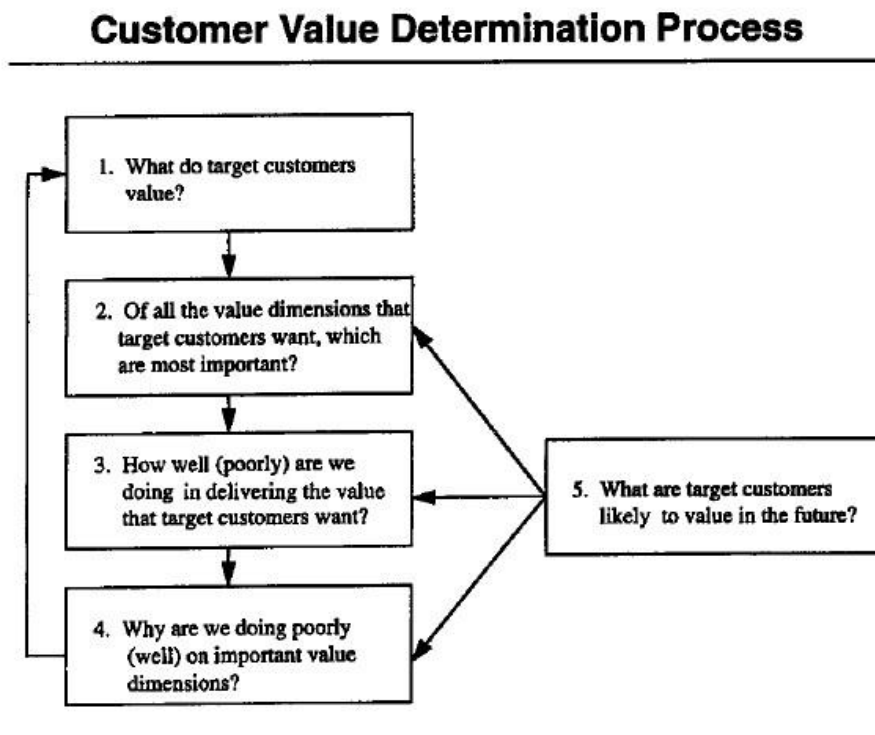 Customer Value Determination Process
1. What do target customers
value?
2. Of all the value dimensions that
target customers want, which
are most important?
3. How well (poorly) are we
doing in delivering the value
that target customers want?
4. Why are we doing poorly
(well) on important value
dimensions?
5. What are target customers
likely to value in the future?